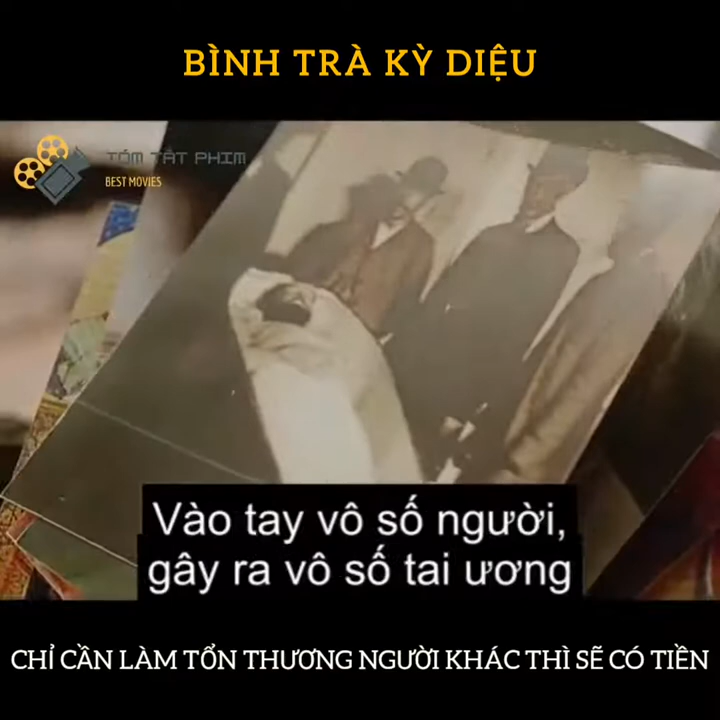 BÌNH TRÀ KỲ DIỆU
TÓM TẮT PHIM
BEST MOVIES
Vào tay vô số người,
gây ra vô số tai ương
CHỈ CẦN LÀM TỔN THƯƠNG NGƯỜI KHÁC THÌ SẼ CÓ TIỀN